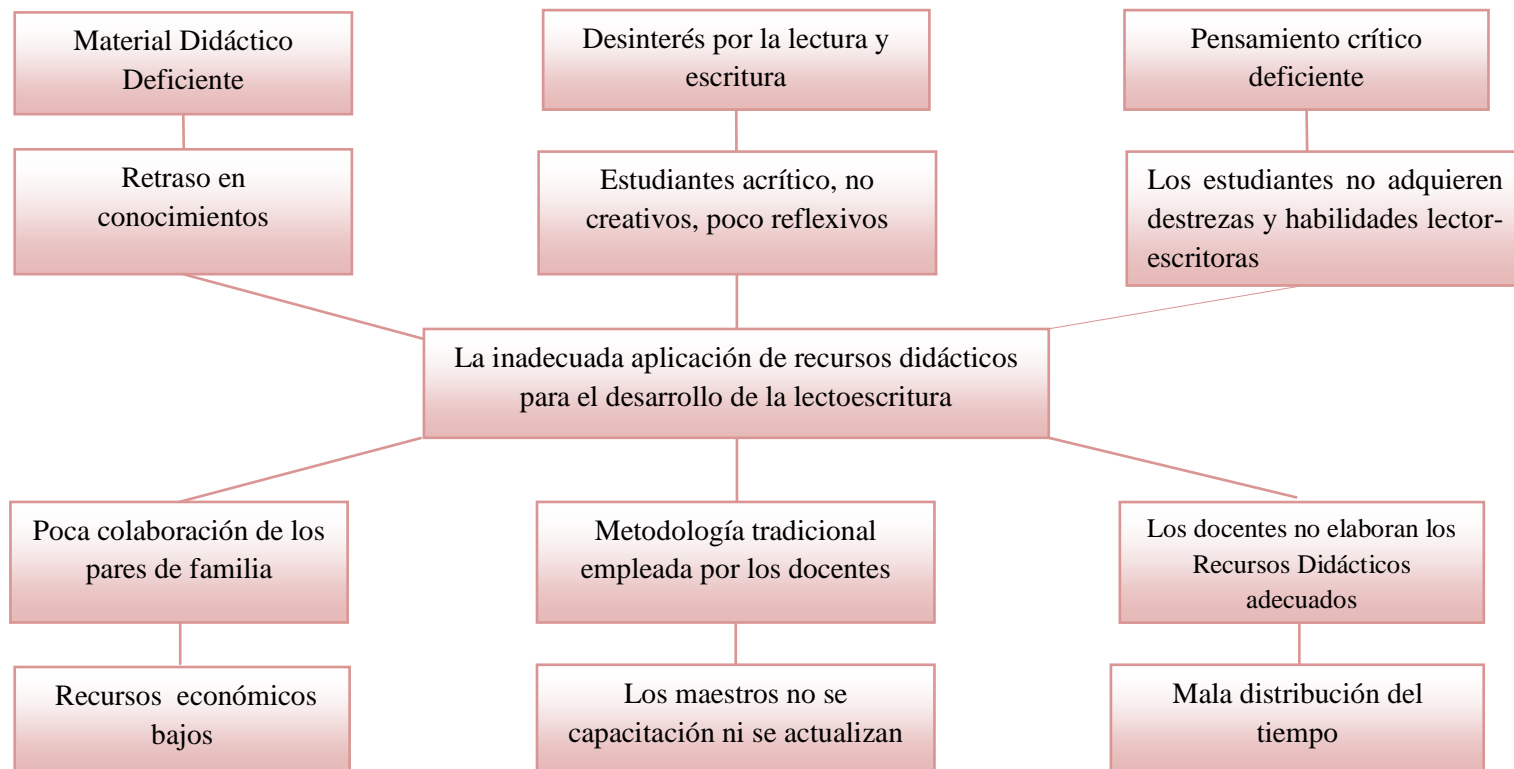 Material Didáctico
Deficiente
Desinterés por la lectura y
escritura
Pensamiento crítico
deficiente
Retraso en
conocimientos
Estudiantes acrítico, no
creativos, poco reflexivos
Los estudiantes no adquieren
destrezas y habilidades lector-
escritoras
La inadecuada aplicación de recursos didácticos
para el desarrollo de la lectoescritura
Poca colaboración de los
pares de familia
Metodología tradicional
empleada por los docentes
Los docentes no elaboran los
Recursos Didácticos
adecuados
Recursos económicos
bajos
Los maestros no se
capacitación ni se actualizan
Mala distribución del
tiempo